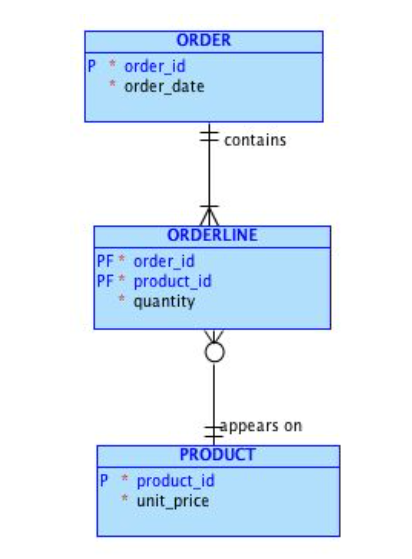 ORDER
P * order_id
* order_date
contains
ORDERLINE
PF * order_id
PF * product_id
* quantity
appears on
PRODUCT
P * product_id
* unit_price